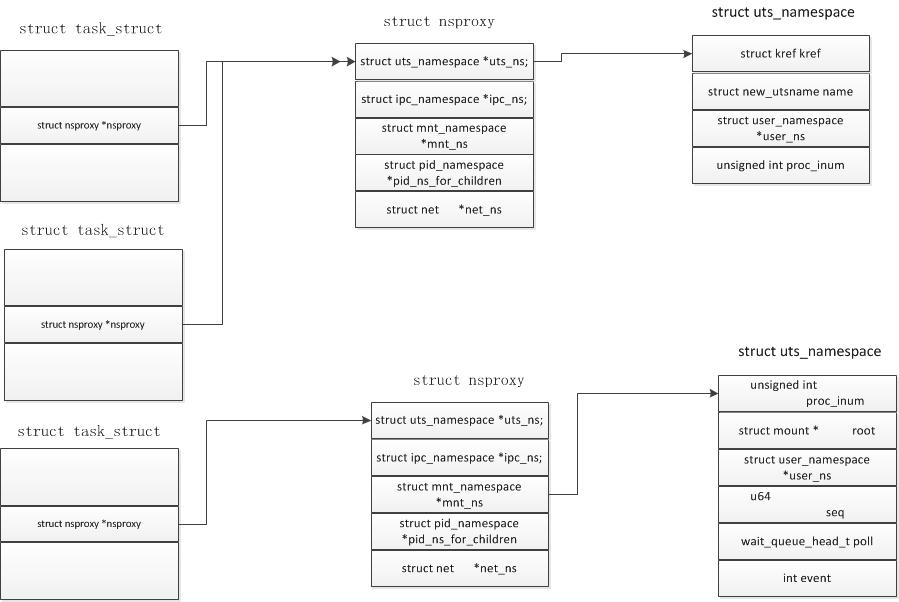 struct task_struct
struct nsproxy *nsproxy
struct task_struct
struct nsproxy *nsproxy
struct task_struct
struct nsproxy *nsproxy
struct nsproxy
struct uts_namespace *uts_ns;
struct ipc_namespace *ipc_ns;
struct mnt_namespace
*mnt_ns
struct pid_namespace
*pid_ns_for_children
struct net *net_ns
struct uts_namespace
struct kref kref
struct new_utsname name
struct user_namespace
*user_ns
unsigned int proc_inum
struct nsproxy
struct uts_namespace *uts_ns;
struct ipc_namespace *ipc_ns;
struct mnt_namespace
*mnt_ns
struct pid_namespace
*pid_ns_for_children
struct net *net_ns
struct uts_namespace
unsigned int
proc_inum
struct mount * root
struct user_namespace
*user_ns
u64
seq
wait_queue_head_t poll
int event